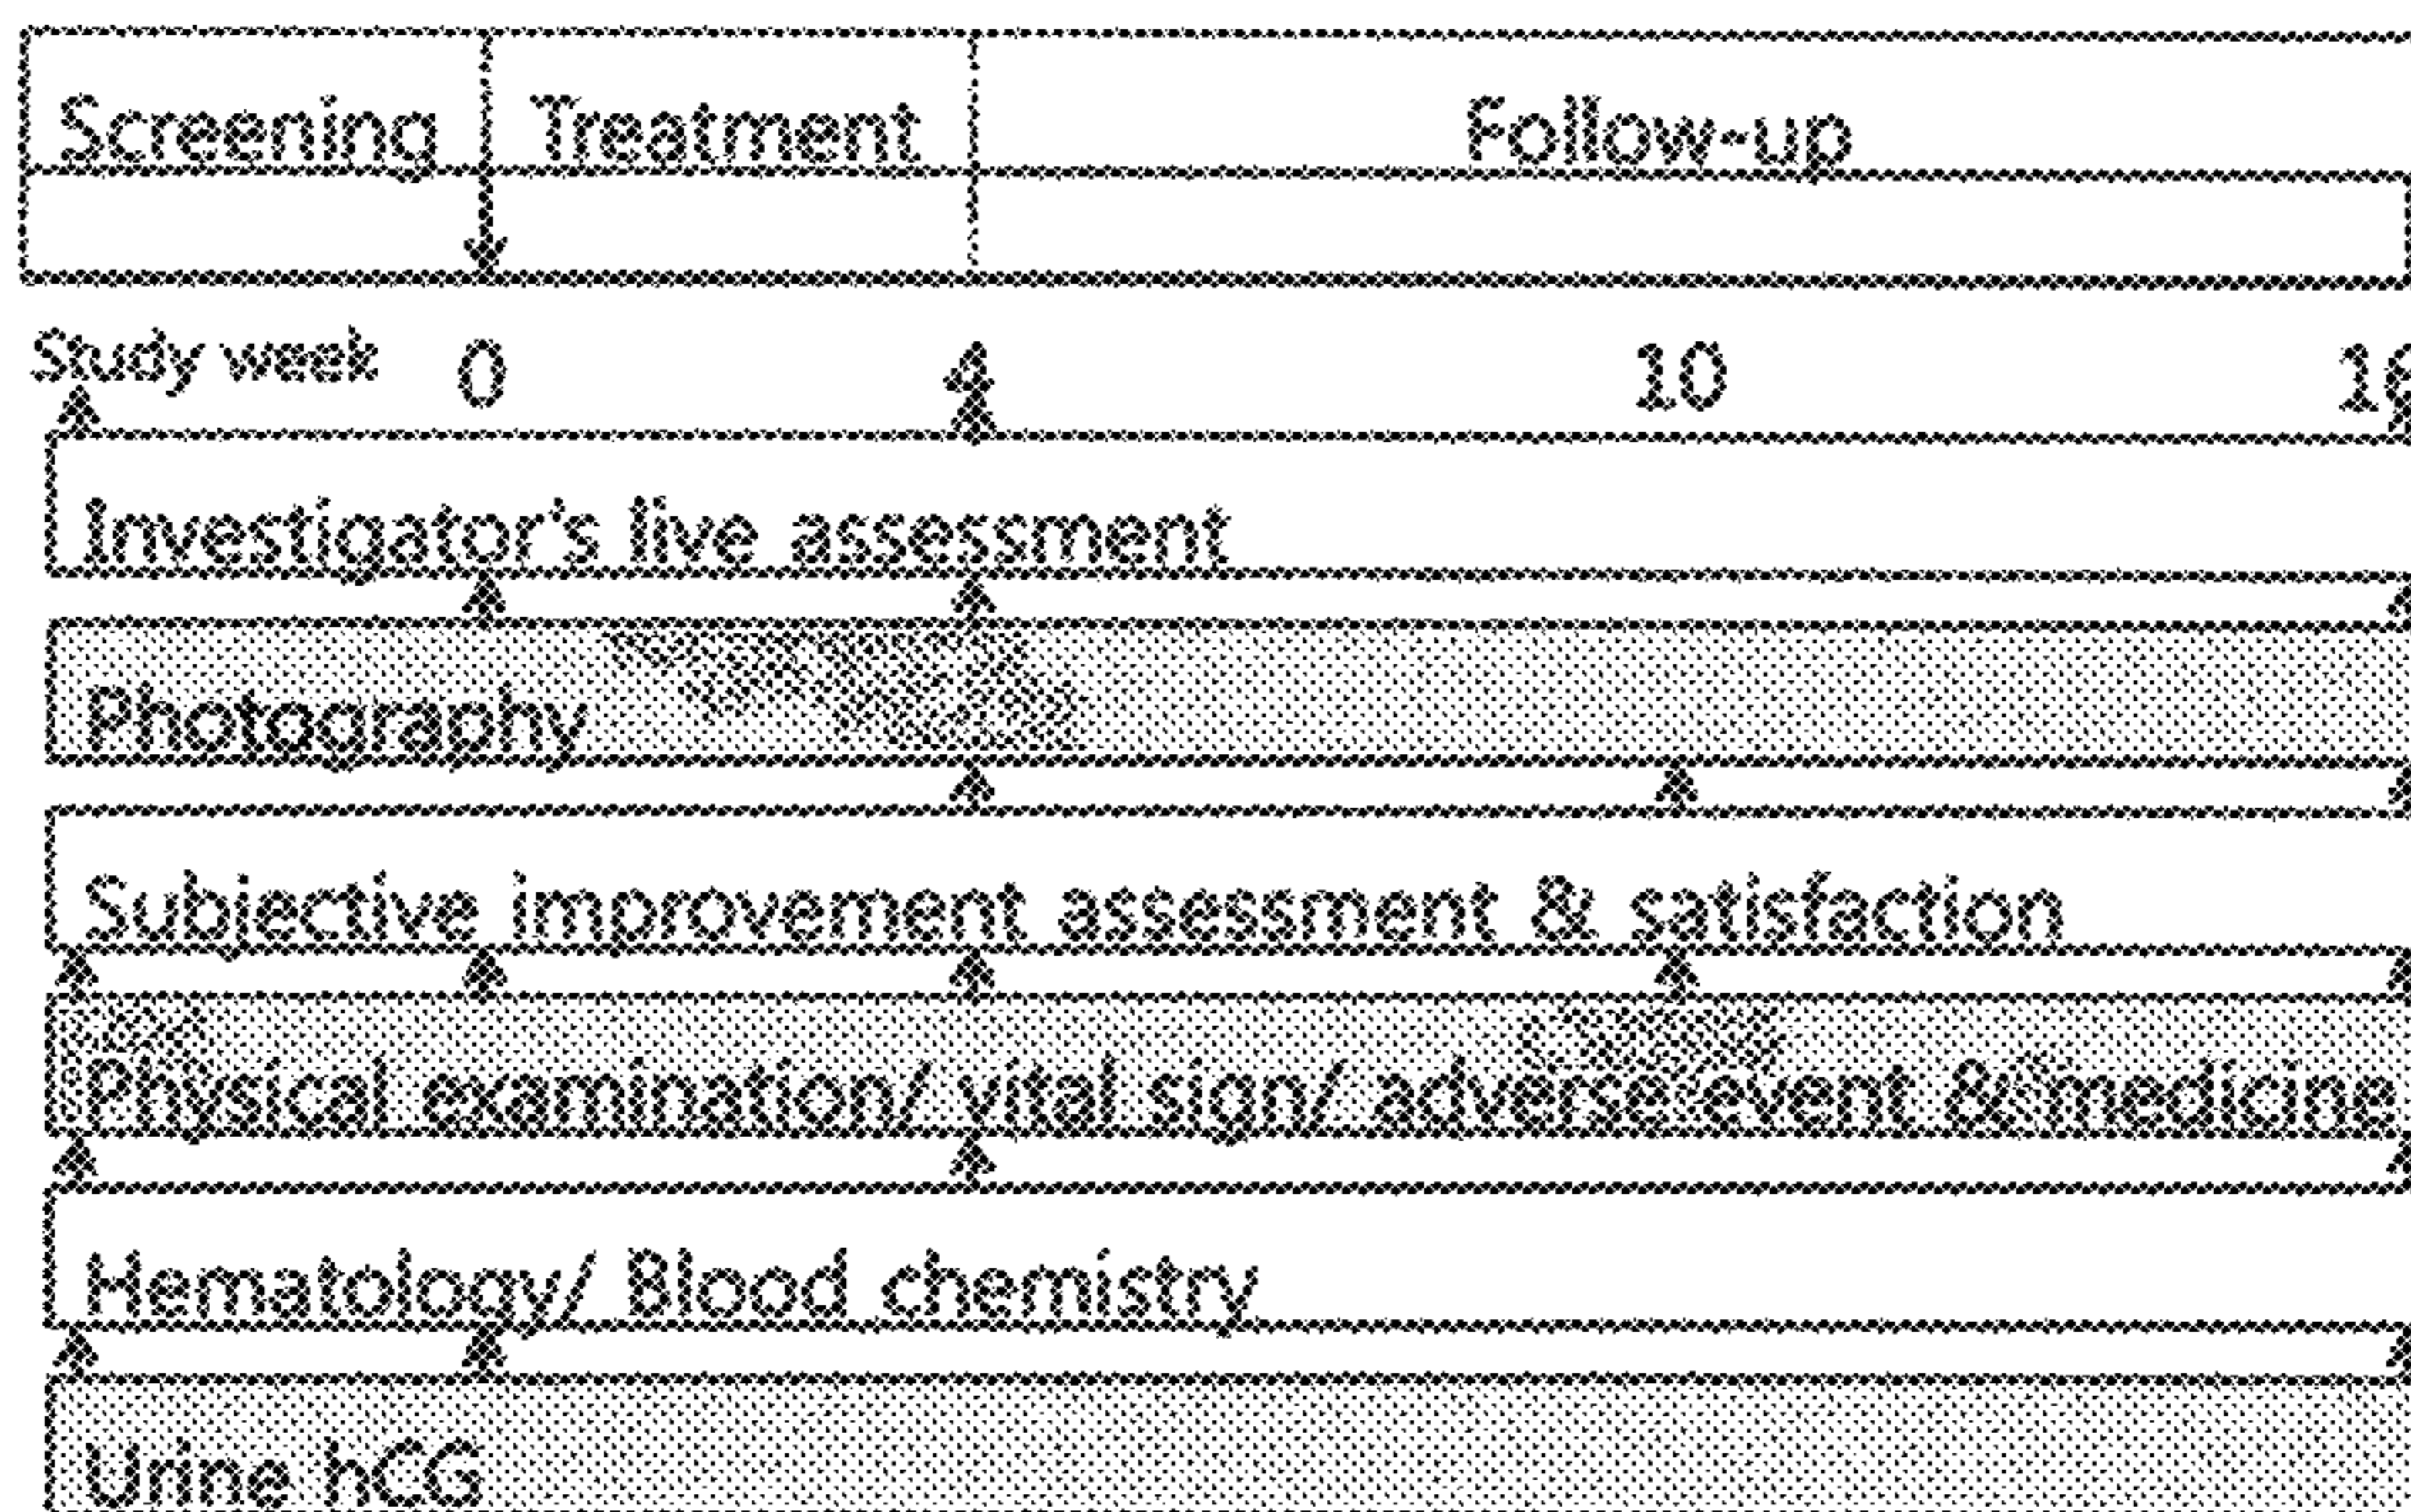 Screening Treatment Follow-up
Study week 0 4 10 16
Investigator's live assessment
Photography
Subjective improvement assessment & satisfaction
Physical examination/ vital sign/ adverse event & medicine
Hematology/ Blood chemistry
Urine hCG